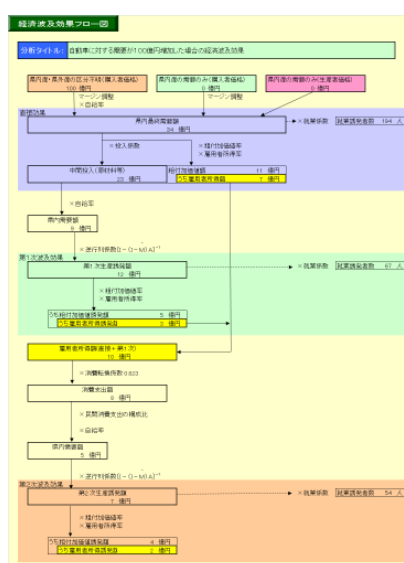 経済波及効果フロー図
分析タイトル: 自動車に対する需要が100億円増加した場合の経済波及効果
県内産・県外産の区分不明(購入者価格)
100 億円
県内産の需額のみ(購入者価格)
0 億円
県内産の需額のみ(生産者価格)
0 億円
マージン調整
マージン調整
×自給率
直接効果
県内最終需要額
34 億円
×就業係数
就業誘発者数 194 人
×投入係数
×粗付加価値率
×雇用者所得率
中間投入(原材料等)
23 億円
粗付加価値額 11 億円
うち雇用者所得額 7 億円
×自給率
県内需要額
9 億円
×逆行列係数[I-(I-M)A]⁻¹
第1次波及効果
第1次生産誘発額
12 億円
×就業係数
就業誘発者数 67 人
×粗付加価値率
×雇用者所得率
うち粗付加価値誘発額 5 億円
うち雇用者所得誘発額 3 億円
雇用者所得額(直接+第1次)
10 億円
×消費転換係数0.823
消費支出額
8 億円
×民間消費支出の構成比
×自給率
県内需要額
5 億円
×逆行列係数[I-(I-M)A]⁻¹
第2次波及効果
第2次生産誘発額
7 億円
×就業係数
就業誘発者数 54 人
×粗付加価値率
×雇用者所得率
うち粗付加価値誘発額 4 億円
うち雇用者所得誘発額 2 億円